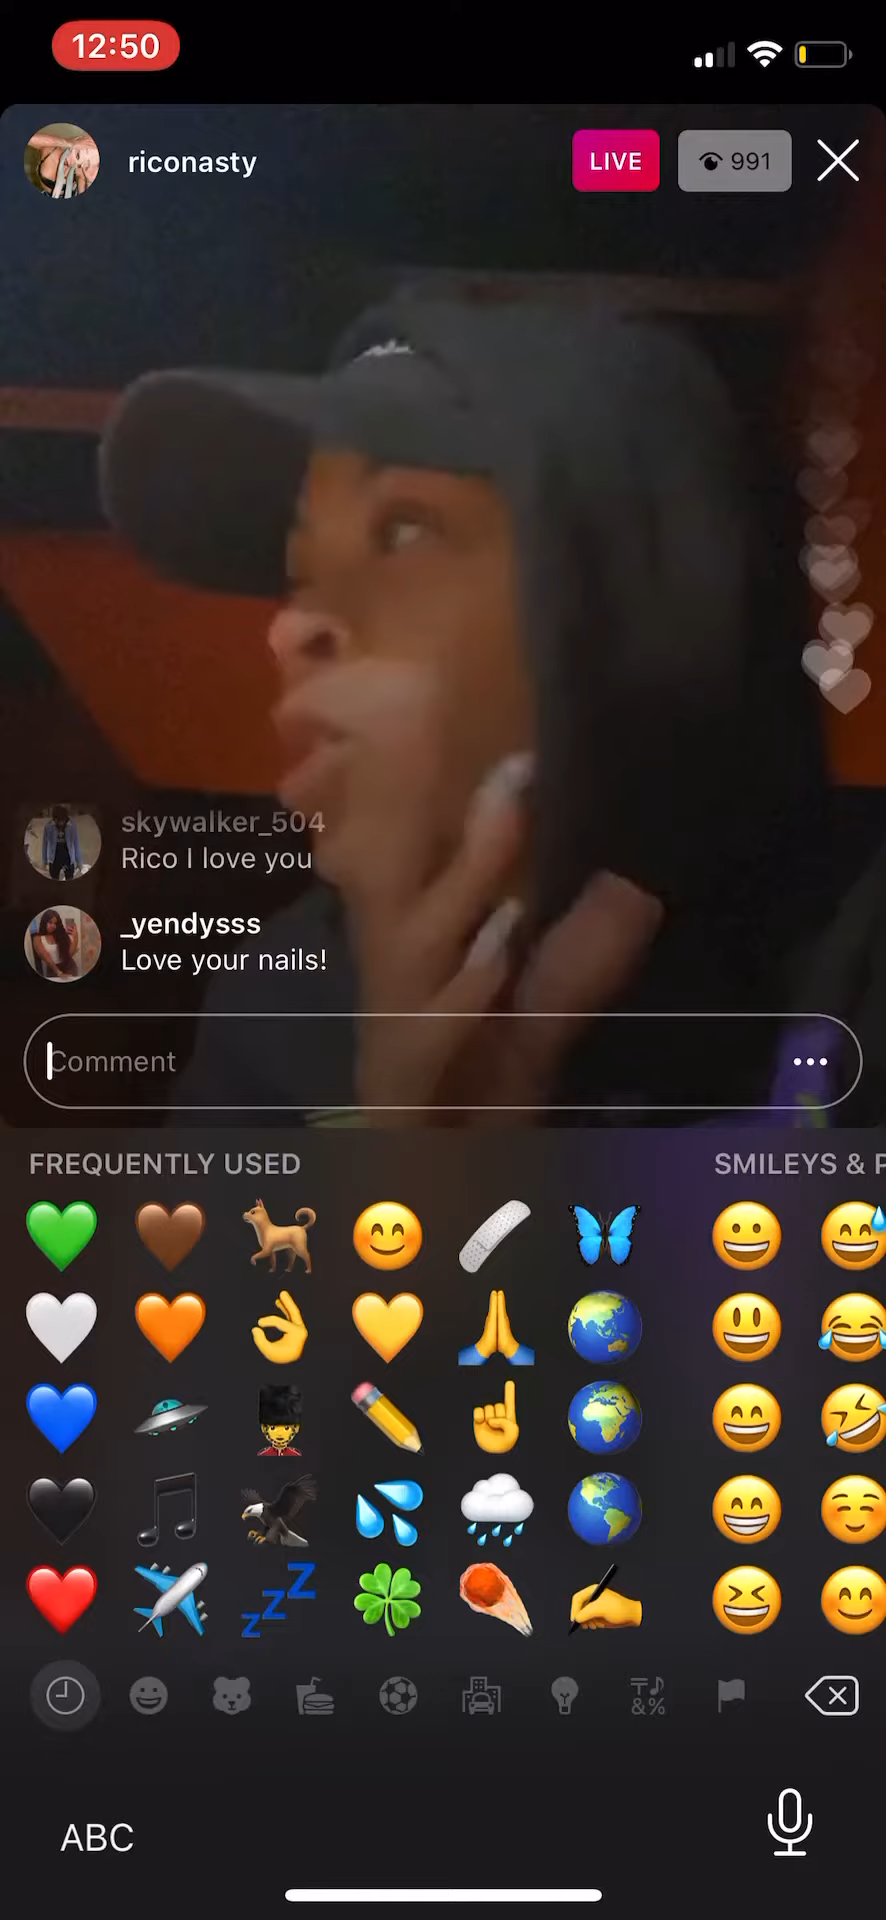 12:50
riconasty
LIVE
991
skywalker_504
Rico I love you
_yendysss
Love your nails!
Comment
FREQUENTLY USED
SMILEYS & P
ABC